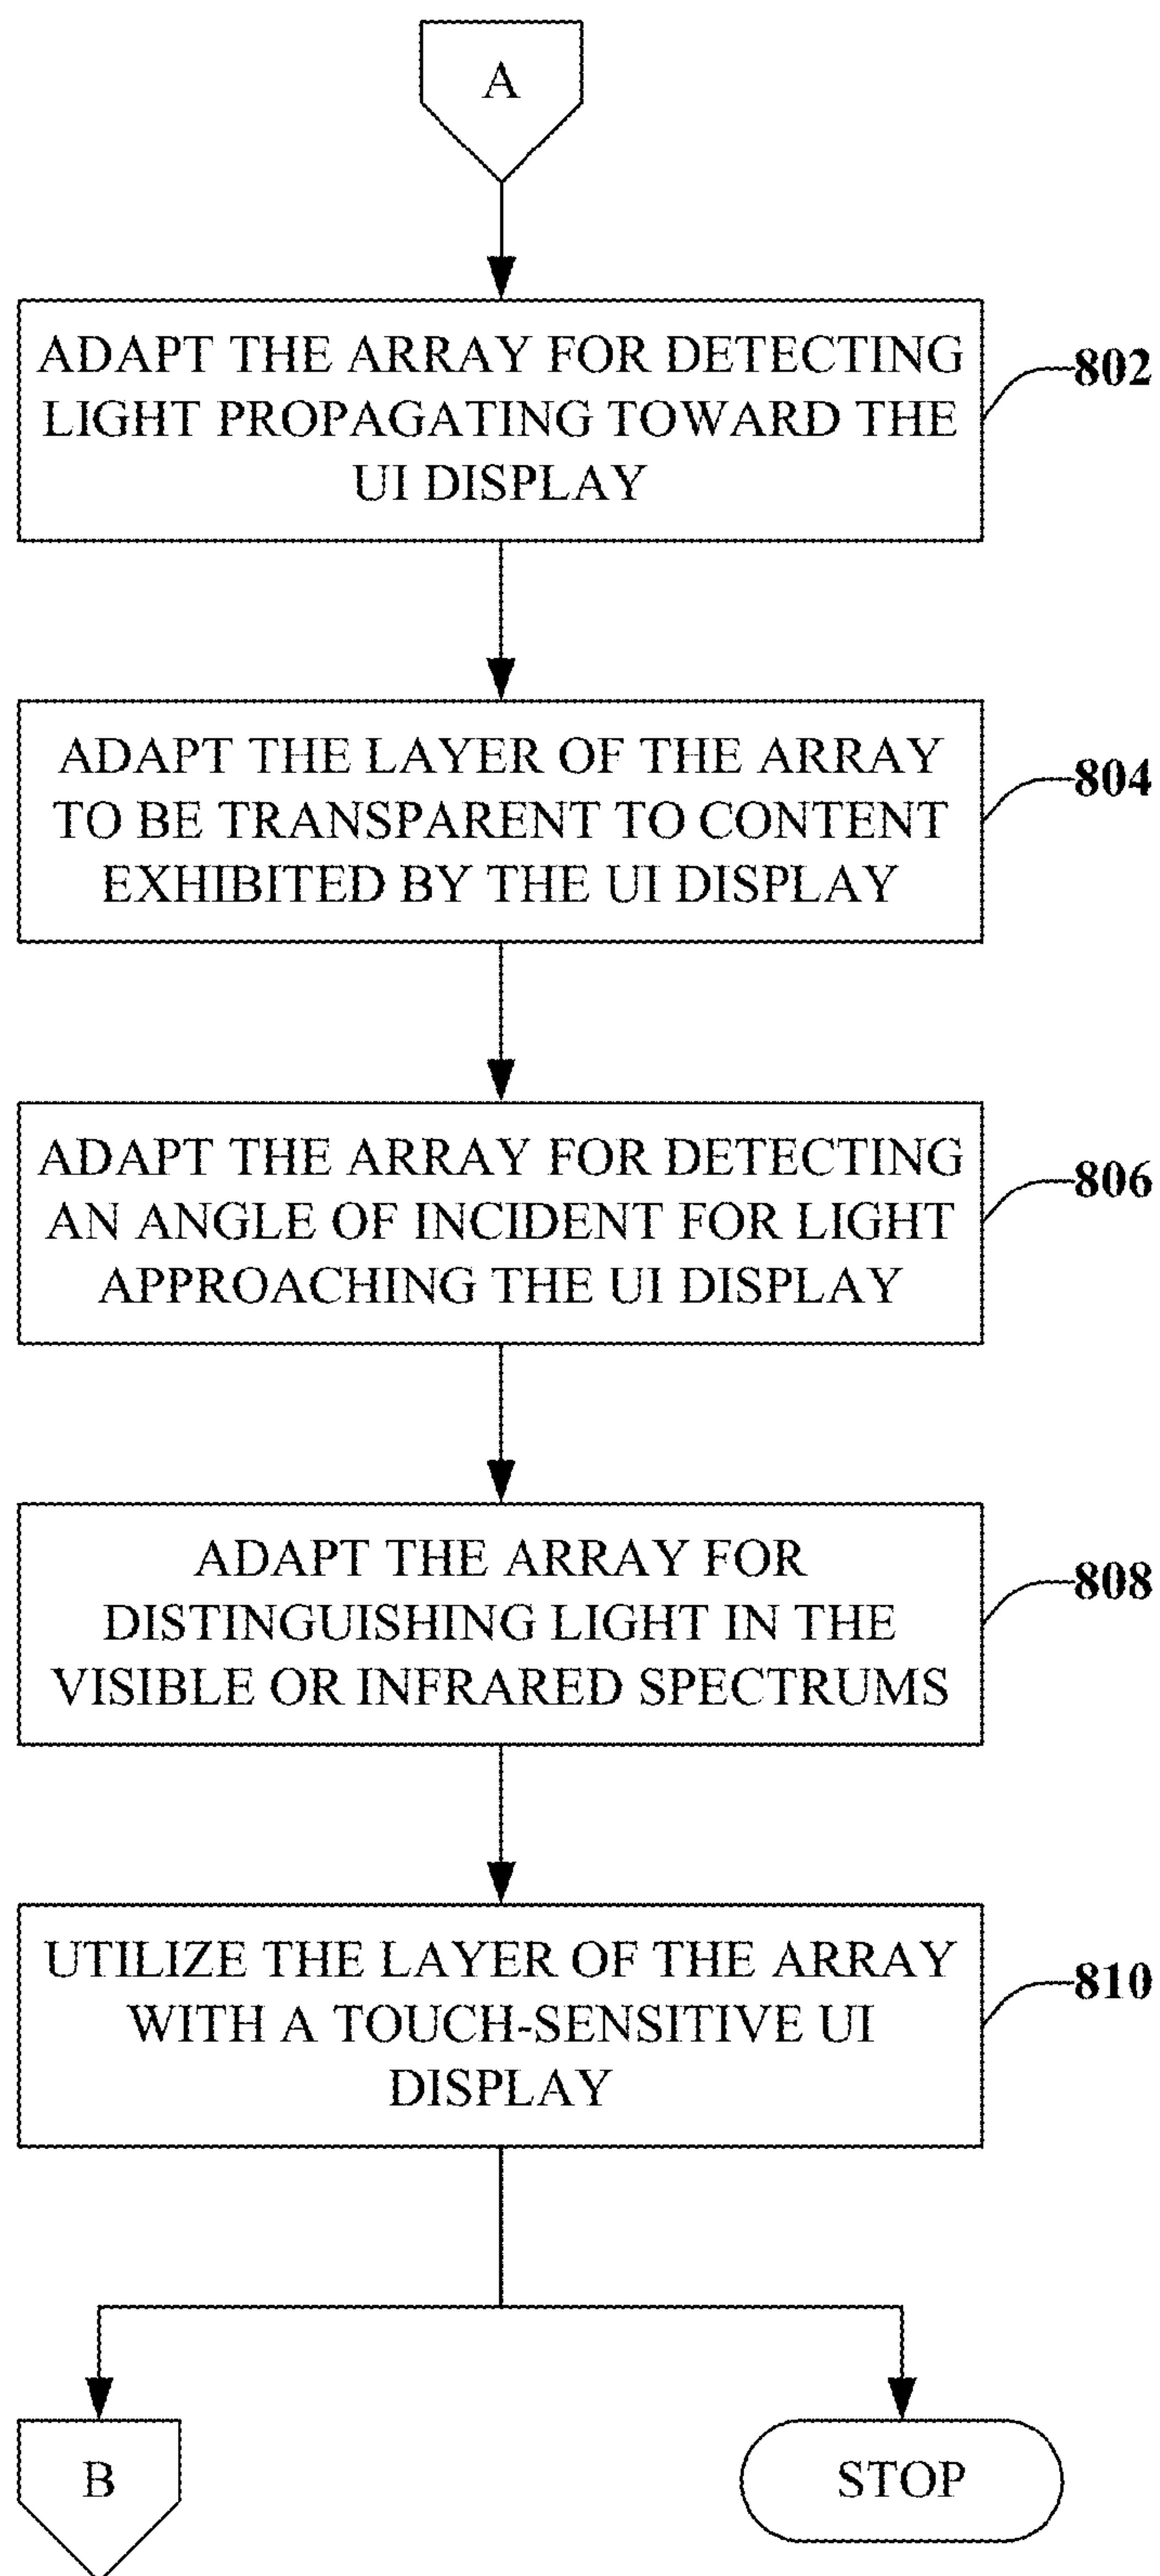 A
ADAPT THE ARRAY FOR DETECTING
LIGHT PROPAGATING TOWARD THE
UI DISPLAY
802
ADAPT THE LAYER OF THE ARRAY
TO BE TRANSPARENT TO CONTENT
EXHIBITED BY THE UI DISPLAY
804
ADAPT THE ARRAY FOR DETECTING
AN ANGLE OF INCIDENT FOR LIGHT
APPROACHING THE UI DISPLAY
806
ADAPT THE ARRAY FOR
DISTINGUISHING LIGHT IN THE
VISIBLE OR INFRARED SPECTRUMS
808
UTILIZE THE LAYER OF THE ARRAY
WITH A TOUCH-SENSITIVE UI
DISPLAY
810
B
STOP